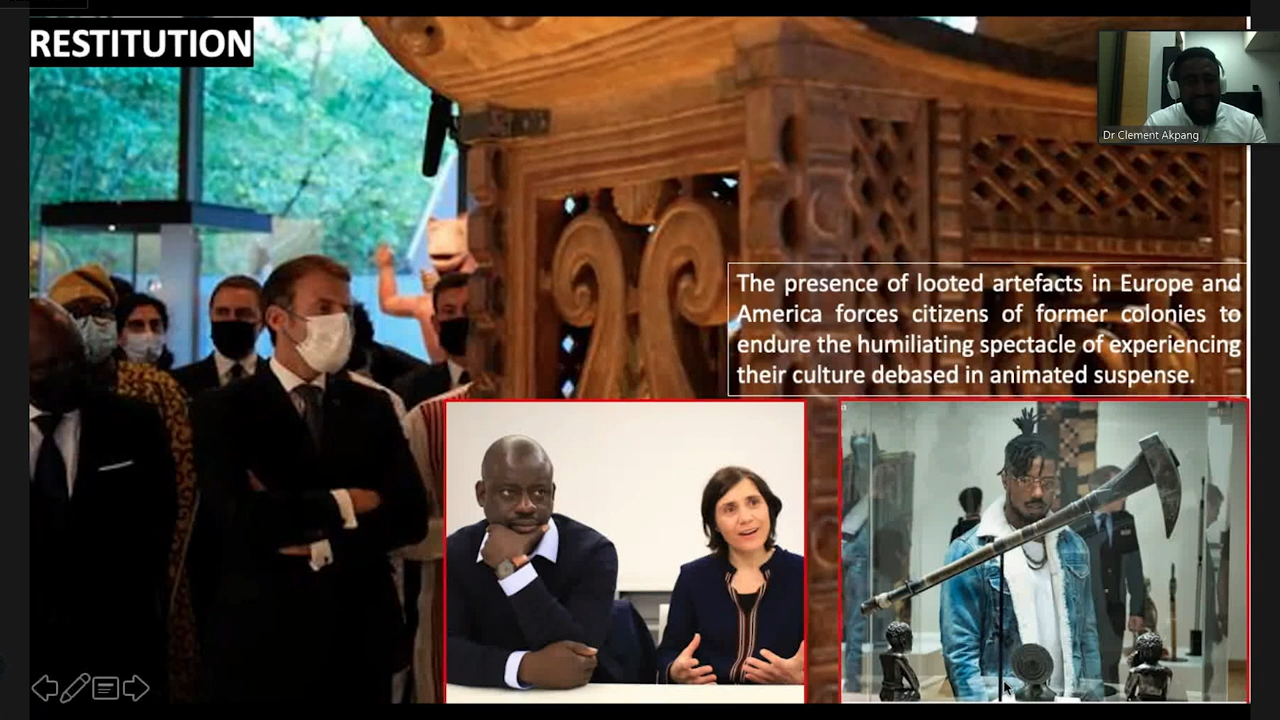 RESTITUTION
Dr Clement Akpang
The presence of looted artefacts in Europe and
America forces citizens of former colonies to
endure the humiliating spectacle of experiencing
their culture debased in animated suspense.